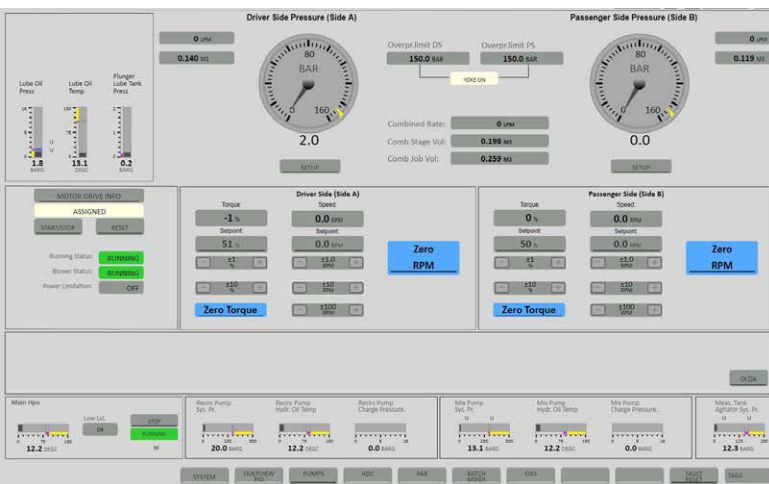 Driver Side Pressure (Side A)
Passenger Side Pressure (Side B)
0 LPM
0.140 M3
80
BAR
0
160
2.0
SETUP
Overpr.limit DS
Overpr.limit PS
150.0 BAR
150.0 BAR
YOKE ON
Combined Rate:
0 LPM
Comb Stage Vol:
0.198 M3
Comb Job Vol:
0.259 M3
80
BAR
0
160
0.0
SETUP
0 LPM
0.119 M3
Lube Oil
Press
Lube Oil
Temp
Plunger
Lube Tank
Press
U
U
1.8
BARG
13.1
DEGC
0.2
BARG
MOTOR DRIVE INFO
ASSIGNED
START/STOP
RESET
Running Status:
RUNNING
Blower Status:
RUNNING
Power Limitation:
OFF
Driver Side (Side A)
Torque
Speed
-1 %
0.0 RPM
Setpoint
Setpoint
51 %
0.0 RPM
- ±1 % +
- ±1.0 RPM +
- ±10 % +
- ±10 RPM +
Zero Torque
- ±100 RPM +
Zero
RPM
Passenger Side (Side B)
Torque
Speed
0 %
0.0 RPM
Setpoint
Setpoint
50 %
0.0 RPM
- ±1 % +
- ±1.0 RPM +
- ±10 % +
- ±10 RPM +
Zero Torque
- ±100 RPM +
Zero
RPM
Main Hpu
Low Lvl.
OK
STOP
RUNNING
M
12.2 DEGC
Recirc Pump
Sys. Pr.
20.0 BARG
Recirc Pump
Hydr. Oil Temp
12.2 DEGC
Recirc Pump
Charge Pressure.
0.0 BARG
Mix Pump
Sys. Pr.
U U
13.1 BARG
Mix Pump
Hydr. Oil Temp
12.2 DEGC
Mix Pump
Charge Pressure.
0.0 BARG
Meas. Tank
Agitator Sys. Pr.
U U
12.3 BARG
SYSTEM
OVERVIEW
PUMPS
ADC
BATCH
MIXER
FAULT
RESET
TAGS